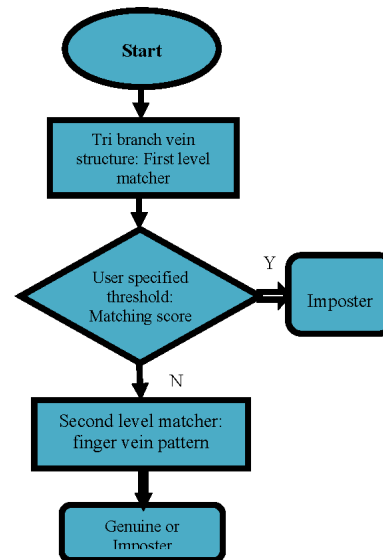 Start
Tri branch vein
structure: First level
matcher
User specified
threshold:
Matching score
Y
Imposter
N
Second level matcher:
finger vein pattern
Genuine or
Imposter